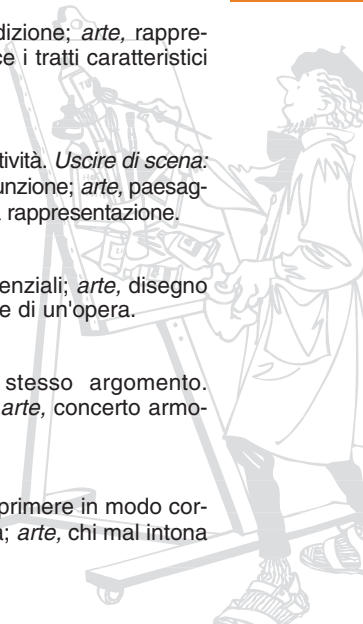 dizione; arte, rappre-
e i tratti caratteristici
tività. Uscire di scena:
unzione; arte, paesag-
a rappresentazione.
enziali; arte, disegno
e di un'opera.
stesso argomento.
arte, concerto armo-
primere in modo cor-
a; arte, chi mal intona